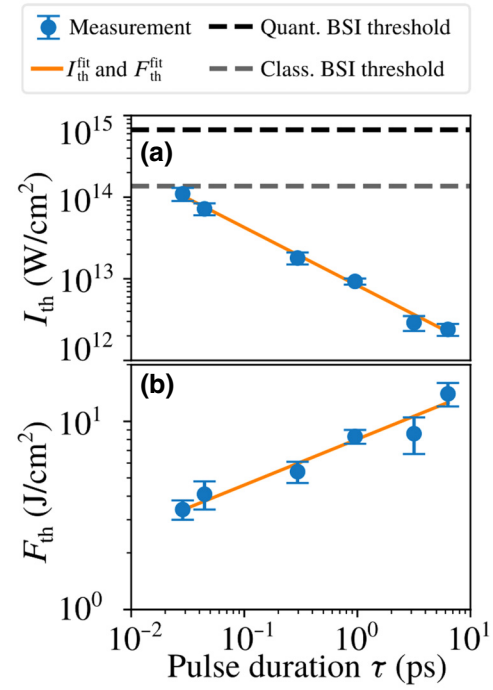 Measurement
Quant. BSI threshold
I_th^fit and F_th^fit
Class. BSI threshold
(a)
10^15
10^14
10^13
10^12
I_th (W/cm^2)
(b)
10^1
10^0
F_th (J/cm^2)
10^−2 10^−1 10^0 10^1
Pulse duration τ (ps)